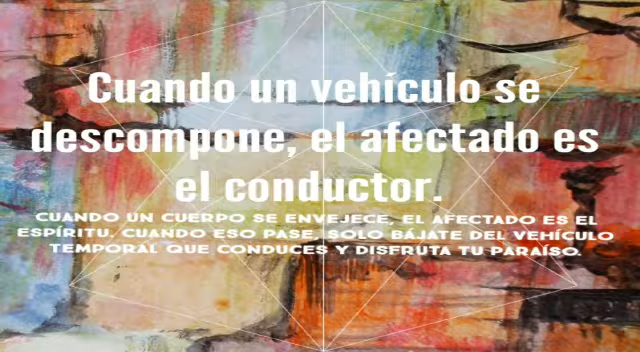 Cuando un vehículo se
descompone, el afectado es
el conductor.
CUANDO UN CUERPO SE ENVEJECE, EL AFECTADO ES EL
ESPÍRITU. CUANDO ESO PASE, SOLO BÁJATE DEL VEHÍCULO
TEMPORAL QUE CONDUCES Y DISFRUTA TU PARAÍSO.